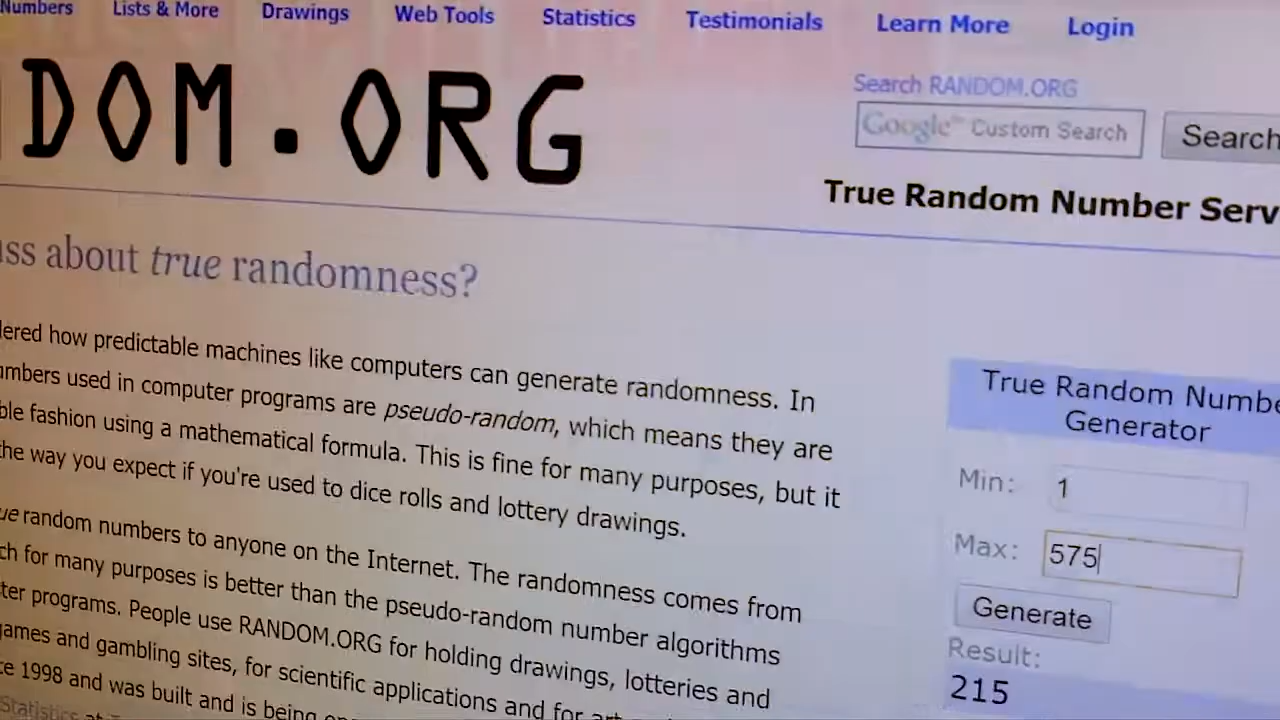 Numbers Lists & More Drawings Web Tools Statistics Testimonials Learn More Login
DOM.ORG
Search RANDOM.ORG
Google™ Custom Search Search
True Random Number Serv
ss about true randomness?
ered how predictable machines like computers can generate randomness. In
mbers used in computer programs are pseudo-random, which means they are
ble fashion using a mathematical formula. This is fine for many purposes, but it
the way you expect if you're used to dice rolls and lottery drawings.
ue random numbers to anyone on the Internet. The randomness comes from
ch for many purposes is better than the pseudo-random number algorithms
ter programs. People use RANDOM.ORG for holding drawings, lotteries and
games and gambling sites, for scientific applications and for art
ce 1998 and was built and is being
Statistics at
True Random Numbe
Generator
Min: 1
Max: 575
Generate
Result:
215